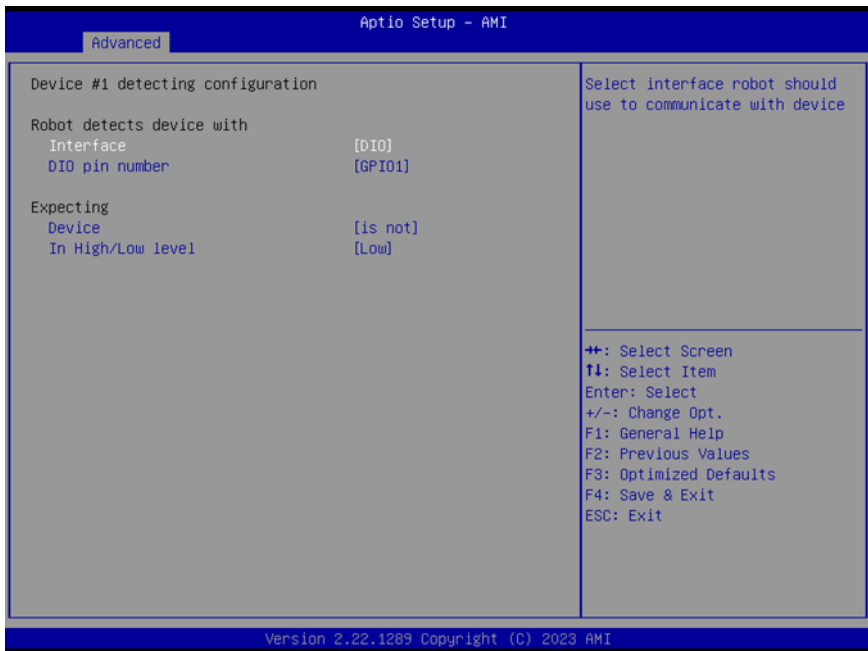 Aptio Setup – AMI
Advanced
Device #1 detecting configuration
Robot detects device with
Interface [DIO]
DIO pin number [GPIO1]
Expecting
Device [is not]
In High/Low level [Low]
Select interface robot should
use to communicate with device
→←: Select Screen
↑↓: Select Item
Enter: Select
+/-: Change Opt.
F1: General Help
F2: Previous Values
F3: Optimized Defaults
F4: Save & Exit
ESC: Exit
Version 2.22.1289 Copyright (C) 2023 AMI